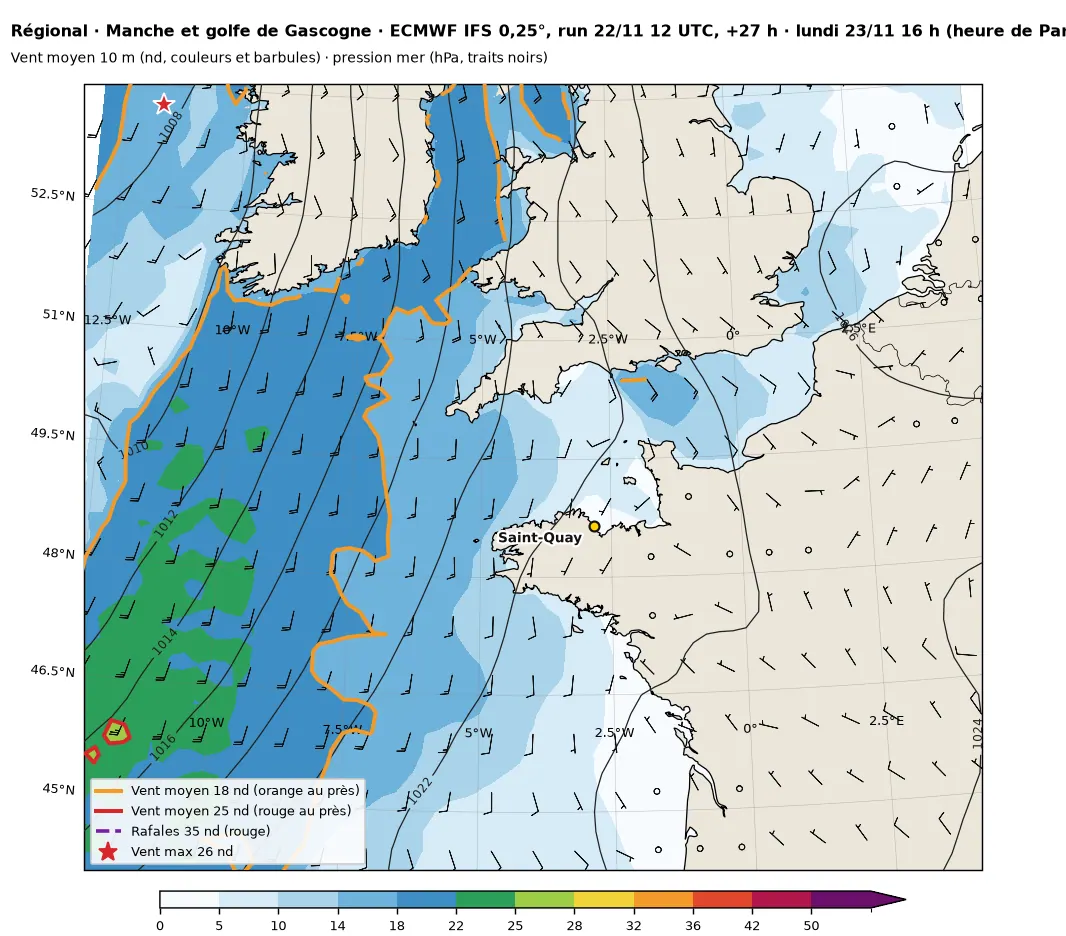 Régional · Manche et golfe de Gascogne · ECMWF IFS 0,25°, run 22/11 12 UTC, +27 h · lundi 23/11 16 h (heure de Par
Vent moyen 10 m (nd, couleurs et barbules) · pression mer (hPa, traits noirs)
1008
52.5°N
51°N
12.5°W
10°W
7.5°W
5°W
2.5°W
0°
2.5°E
1010
49.5°N
1012
48°N
Saint-Quay
1014
46.5°N
10°W
7.5°W
5°W
2.5°W
0°
2.5°E
1024
1016
45°N
1022
Vent moyen 18 nd (orange au près)
Vent moyen 25 nd (rouge au près)
Rafales 35 nd (rouge)
Vent max 26 nd
0 5 10 14 18 22 25 28 32 36 42 50